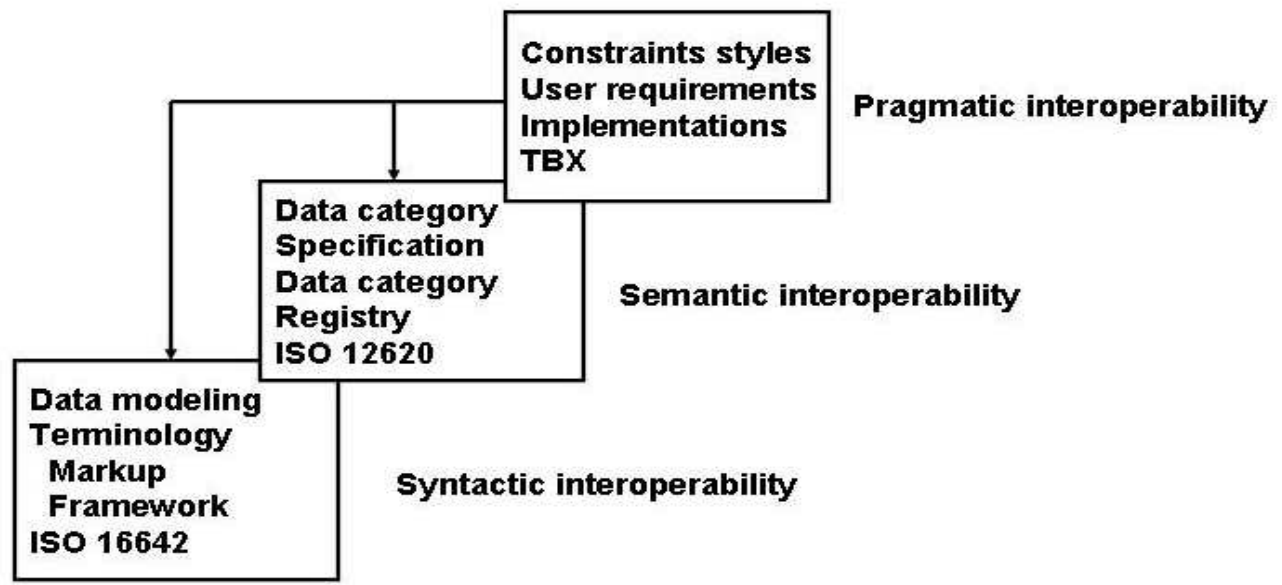 Constraints styles
User requirements
Implementations
TBX
Pragmatic interoperability
Data category
Specification
Data category
Registry
ISO 12620
Semantic interoperability
Data modeling
Terminology
Markup
Framework
ISO 16642
Syntactic interoperability